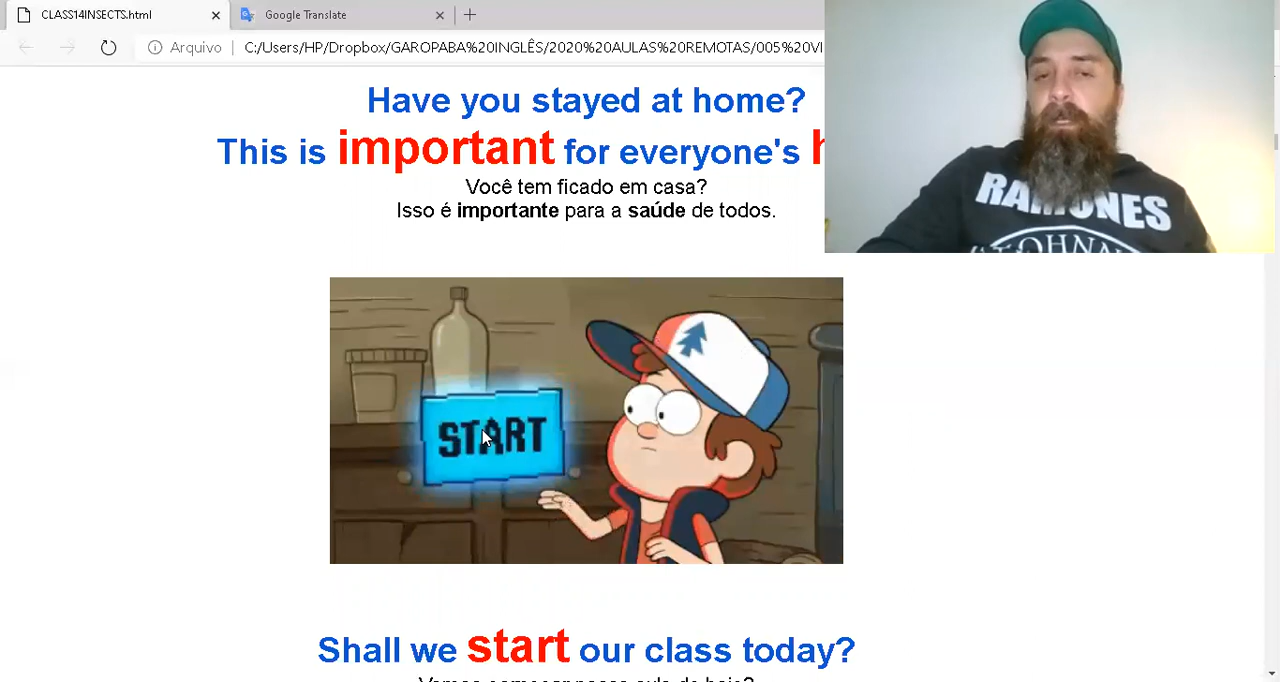 CLASS14INSECTS.html
Google Translate
Arquivo
C:/Users/HP/Dropbox/GAROPABA%20INGLÊS/2020%20AULAS%20REMOTAS/005%20VI
Have you stayed at home?
This is important for everyone's
Você tem ficado em casa?
Isso é importante para a saúde de todos.
RAMONES
START
Shall we start our class today?